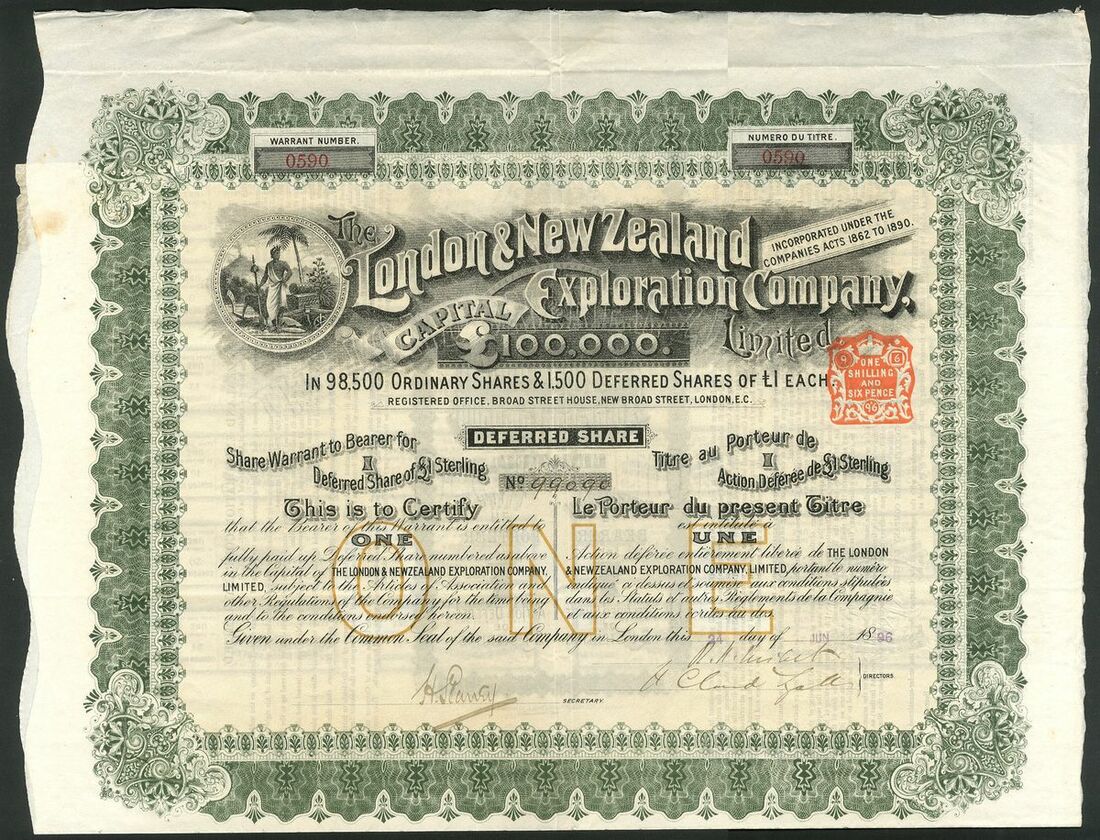 WARRANT NUMBER.
0590
NUMERO DU TITRE.
0590
The
London & New Zealand
Exploration Company,
Limited
INCORPORATED UNDER THE
COMPANIES ACTS 1862 TO 1890.
CAPITAL
£100,000.
IN 98,500 ORDINARY SHARES & 1,500 DEFERRED SHARES OF £1 EACH.
REGISTERED OFFICE, BROAD STREET HOUSE, NEW BROAD STREET, LONDON, E.C.
9 6
ONE
SHILLING
AND
SIX PENCE
96
DEFERRED SHARE
Share Warrant to Bearer for
1
Deferred Share of £1 Sterling
Nº 99090
Titre au Porteur de
1
Action Deferée de £1 Sterling
This is to Certify
that the Bearer of this Warrant is entitled to
ONE
fully paid up Deferred Share numbered as above
in the Capital of THE LONDON & NEWZEALAND EXPLORATION COMPANY,
LIMITED, subject to the Articles of Association and
other Regulations of the Company for the time being
and to the conditions endorsed hereon.
Le Porteur du present Titre
est intitulé à
UNE
Action deferée entièrement liberée de THE LONDON
& NEWZEALAND EXPLORATION COMPANY, LIMITED, portant le numéro
indiqué ci dessus et soumise aux conditions stipulées
dans les Statuts et autres Reglements de la Compagnie
et aux conditions
ONE
Given under the Common Seal of the said Company in London this 24 day of JUN 1896
DIRECTORS
SECRETARY.